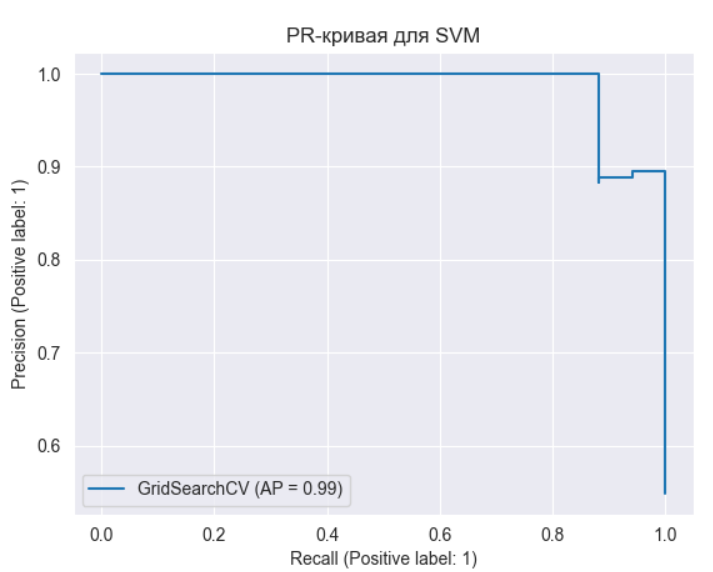 PR-кривая для SVM
Precision (Positive label: 1)
1.0
0.9
0.8
0.7
0.6
GridSearchCV (AP = 0.99)
0.0 0.2 0.4 0.6 0.8 1.0
Recall (Positive label: 1)